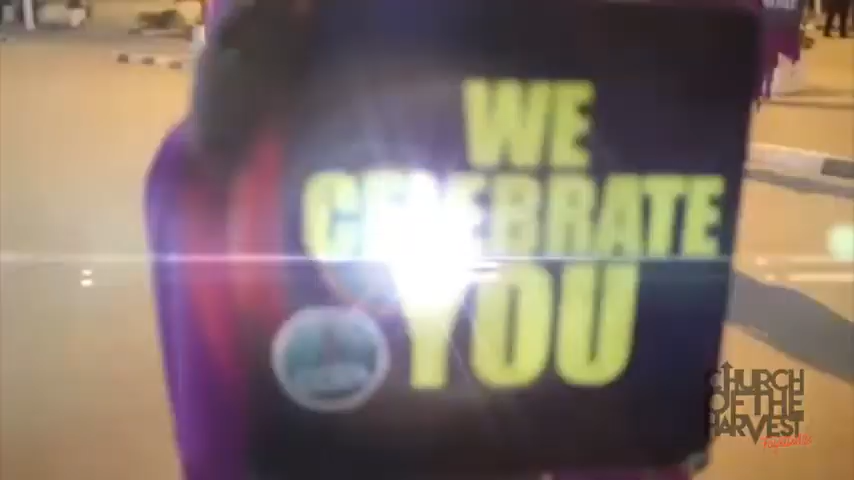 WE
CELEBRATE
YOU
CHURCH
OF THE
HARVEST